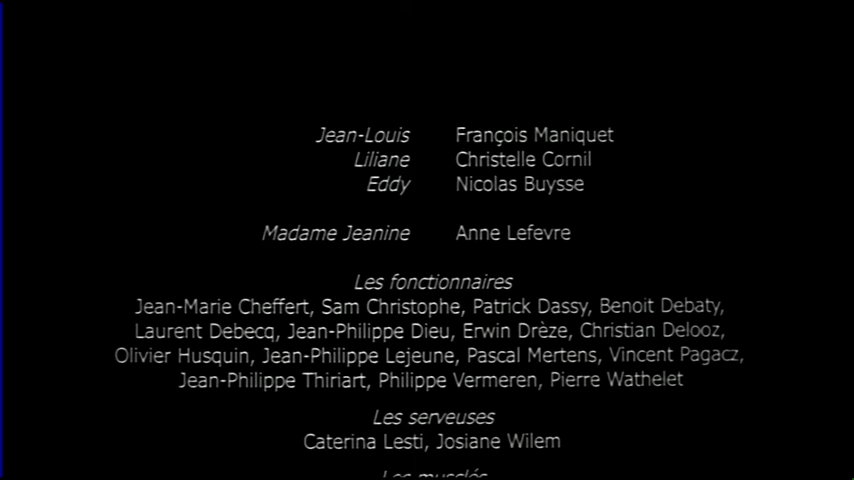 Jean-Louis François Maniquet
Liliane Christelle Cornil
Eddy Nicolas Buysse
Madame Jeanine Anne Lefevre
Les fonctionnaires
Jean-Marie Cheffert, Sam Christophe, Patrick Dassy, Benoit Debaty,
Laurent Debecq, Jean-Philippe Dieu, Erwin Drèze, Christian Delooz,
Olivier Husquin, Jean-Philippe Lejeune, Pascal Mertens, Vincent Pagacz,
Jean-Philippe Thiriart, Philippe Vermeren, Pierre Wathelet
Les serveuses
Caterina Lesti, Josiane Wilem
Les musclés